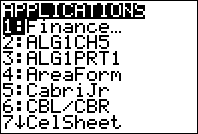 APPLICATIONS
1:Finance…
2:ALG1CH5
3:ALG1PRT1
4:AreaForm
5:CabriJr
6:CBL/CBR
7↓CelSheet